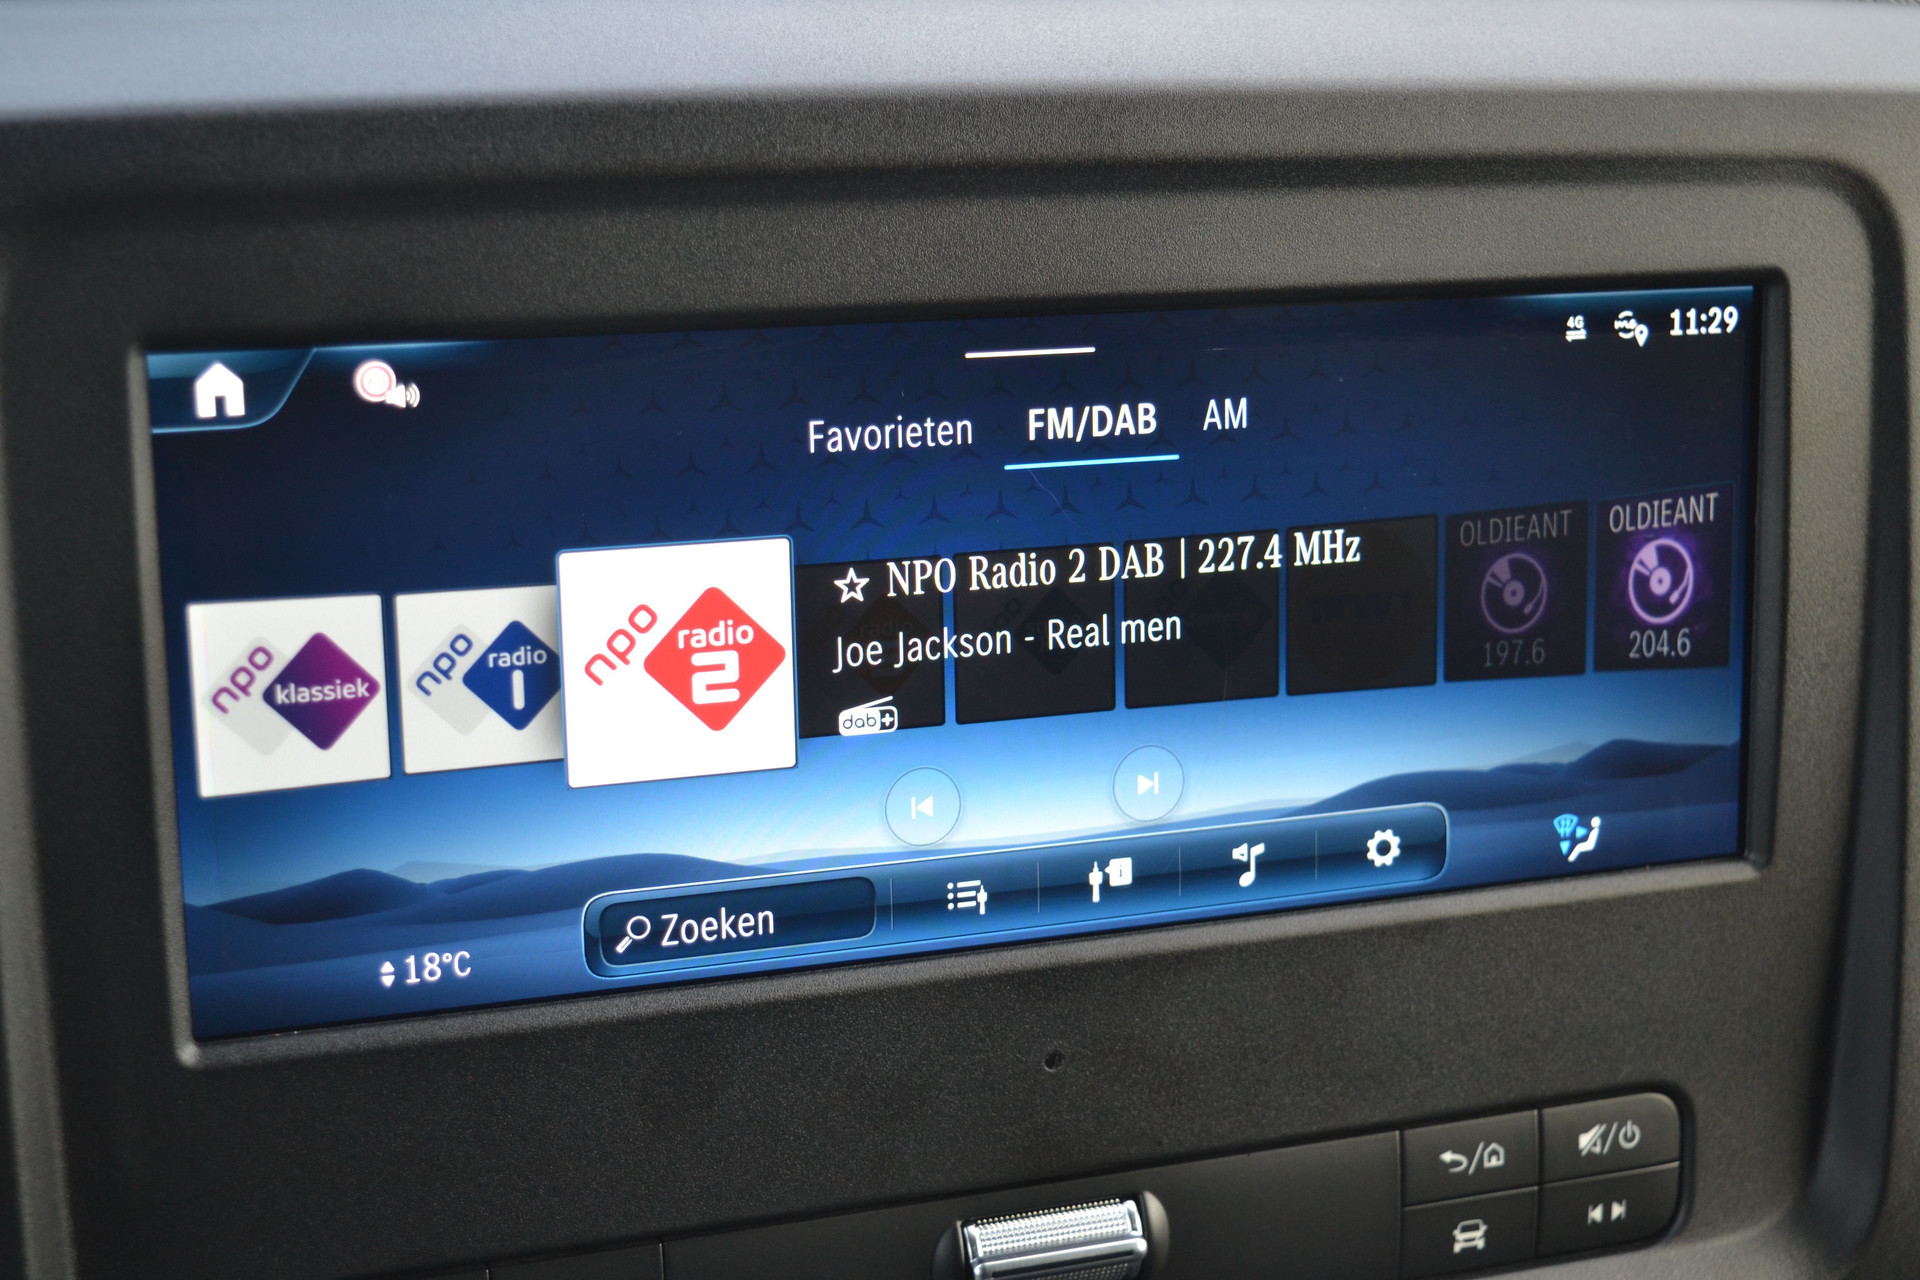 4G
me
11:29
Favorieten
FM/DAB
AM
npo
klassiek
npo
radio
1
npo
radio
2
NPO Radio 2 DAB | 227.4 MHz
Joe Jackson - Real men
dab+
OLDIEANT
197.6
OLDIEANT
204.6
Zoeken
18°C